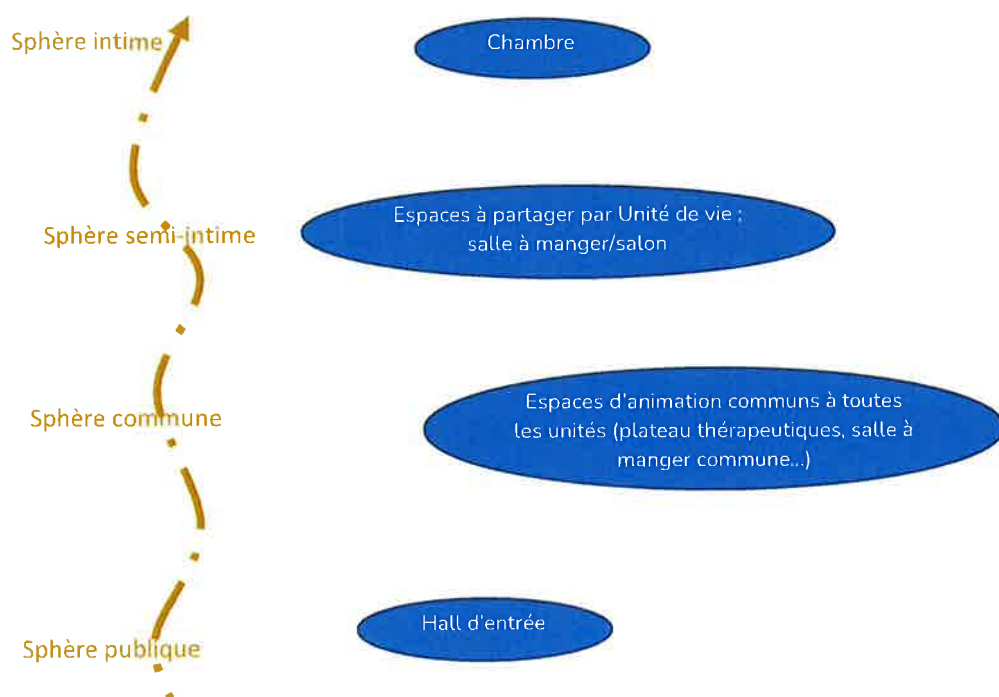 Sphère intime
Chambre
Sphère semi-intime
Espaces à partager par Unité de vie :
salle à manger/salon
Sphère commune
Espaces d'animation communs à toutes
les unités (plateau thérapeutiques, salle à
manger commune...)
Sphère publique
Hall d'entrée